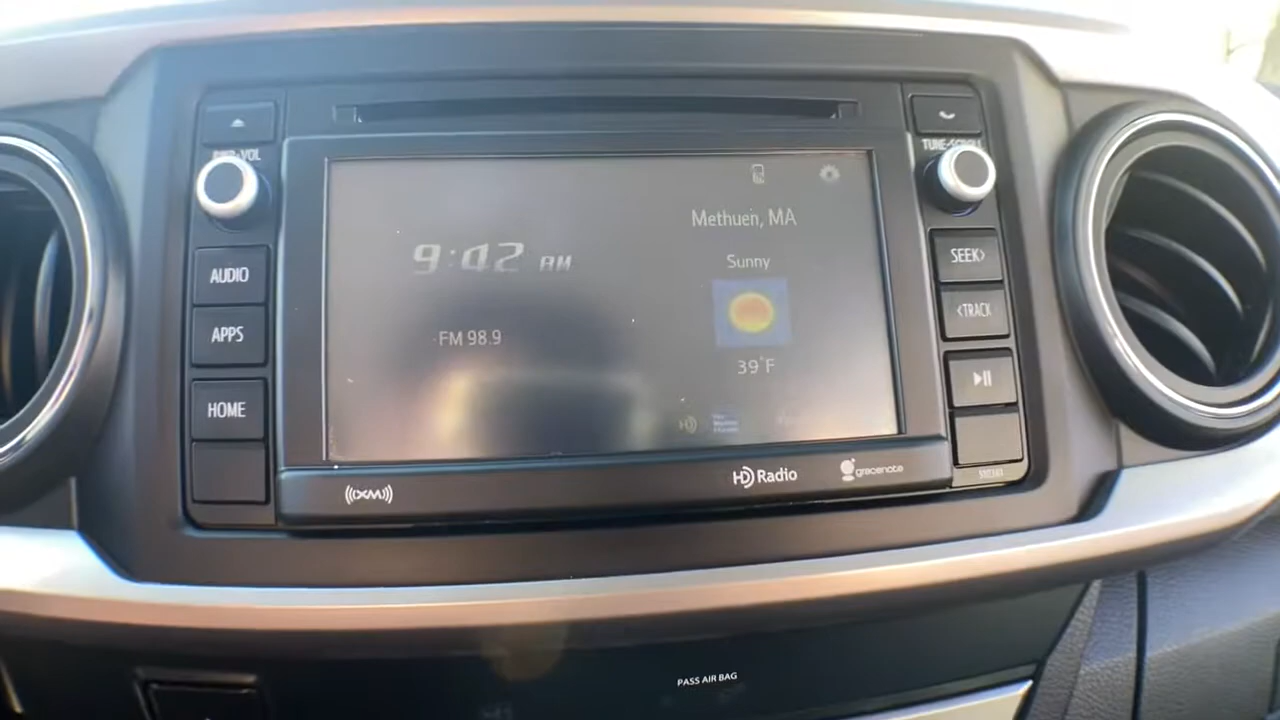 PWR•VOL
TUNE•SCROLL
AUDIO
APPS
HOME
SEEK>
<TRACK
Methuen, MA
9:42 AM
Sunny
FM 98.9
39°F
((XM))
HD Radio
gracenote
PASS AIR BAG